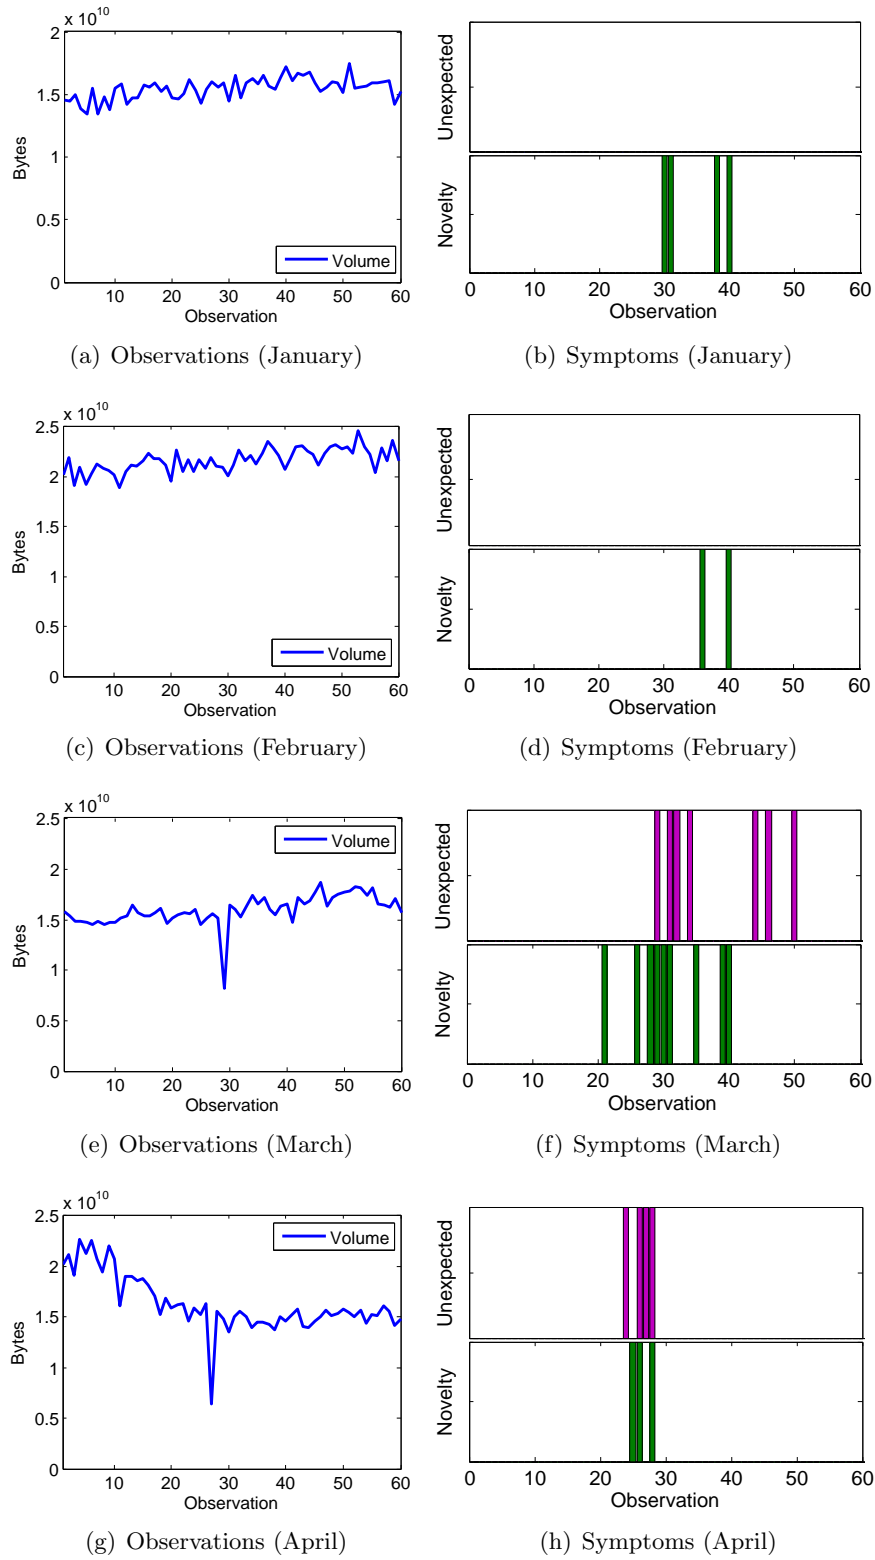 x 10^10
2
1.5
1
0.5
0
Bytes
Volume
10 20 30 40 50 60
Observation
(a) Observations (January)
Unexpected
Novelty
0 10 20 30 40 50 60
Observation
(b) Symptoms (January)
x 10^10
2.5
2
1.5
1
0.5
0
Bytes
Volume
10 20 30 40 50 60
Observation
(c) Observations (February)
Unexpected
Novelty
0 10 20 30 40 50 60
Observation
(d) Symptoms (February)
x 10^10
2.5
2
1.5
1
0.5
0
Bytes
Volume
10 20 30 40 50 60
Observation
(e) Observations (March)
Unexpected
Novelty
0 10 20 30 40 50 60
Observation
(f) Symptoms (March)
x 10^10
2.5
2
1.5
1
0.5
0
Bytes
Volume
10 20 30 40 50 60
Observation
(g) Observations (April)
Unexpected
Novelty
0 10 20 30 40 50 60
Observation
(h) Symptoms (April)